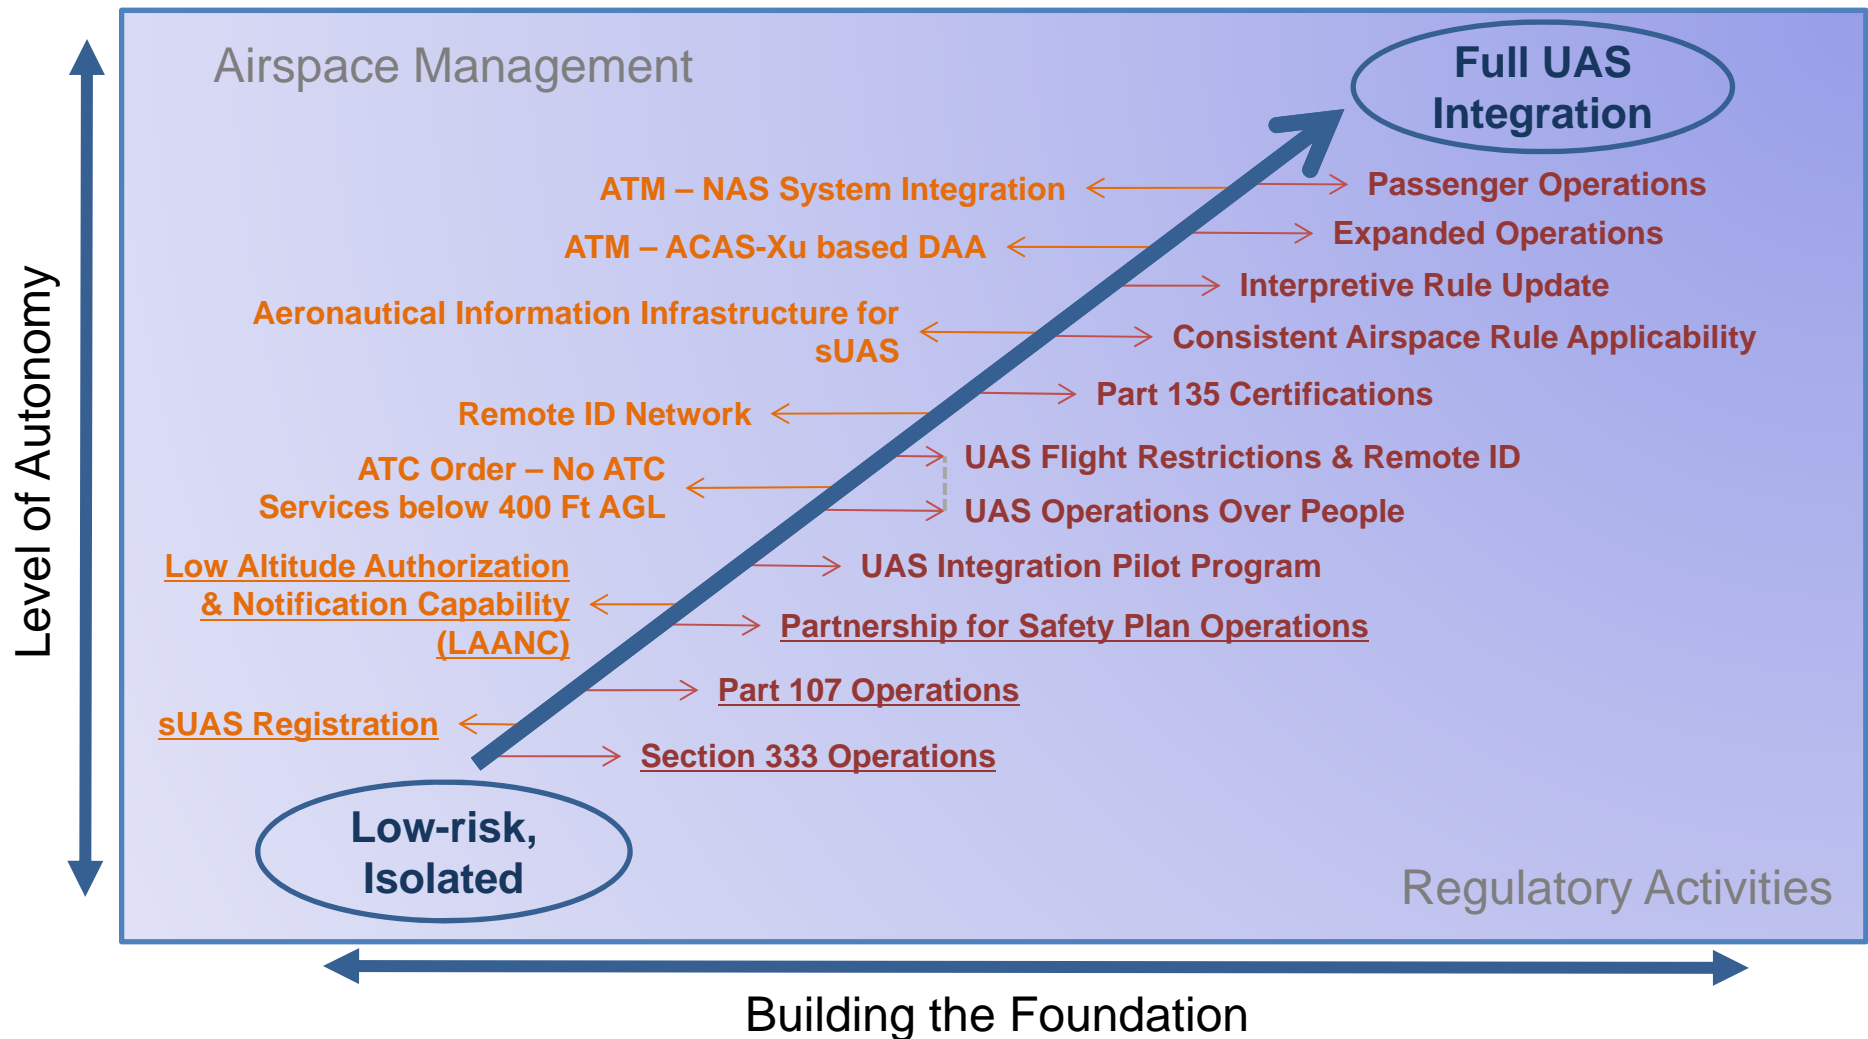 Airspace Management
Full UAS
Integration
ATM – NAS System Integration
Passenger Operations
ATM – ACAS-Xu based DAA
Expanded Operations
Interpretive Rule Update
Aeronautical Information Infrastructure for
sUAS
Consistent Airspace Rule Applicability
Part 135 Certifications
Remote ID Network
UAS Flight Restrictions & Remote ID
ATC Order – No ATC
Services below 400 Ft AGL
UAS Operations Over People
Low Altitude Authorization
& Notification Capability
(LAANC)
UAS Integration Pilot Program
Partnership for Safety Plan Operations
Part 107 Operations
sUAS Registration
Section 333 Operations
Low-risk,
Isolated
Regulatory Activities
Level of Autonomy
Building the Foundation